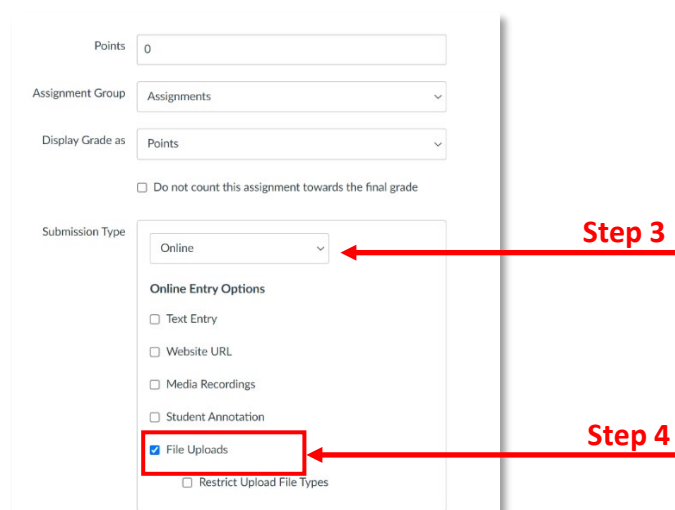 Points
0
Assignment Group
Assignments
Display Grade as
Points
Do not count this assignment towards the final grade
Submission Type
Online
Step 3
Online Entry Options
Text Entry
Website URL
Media Recordings
Student Annotation
File Uploads
Step 4
Restrict Upload File Types